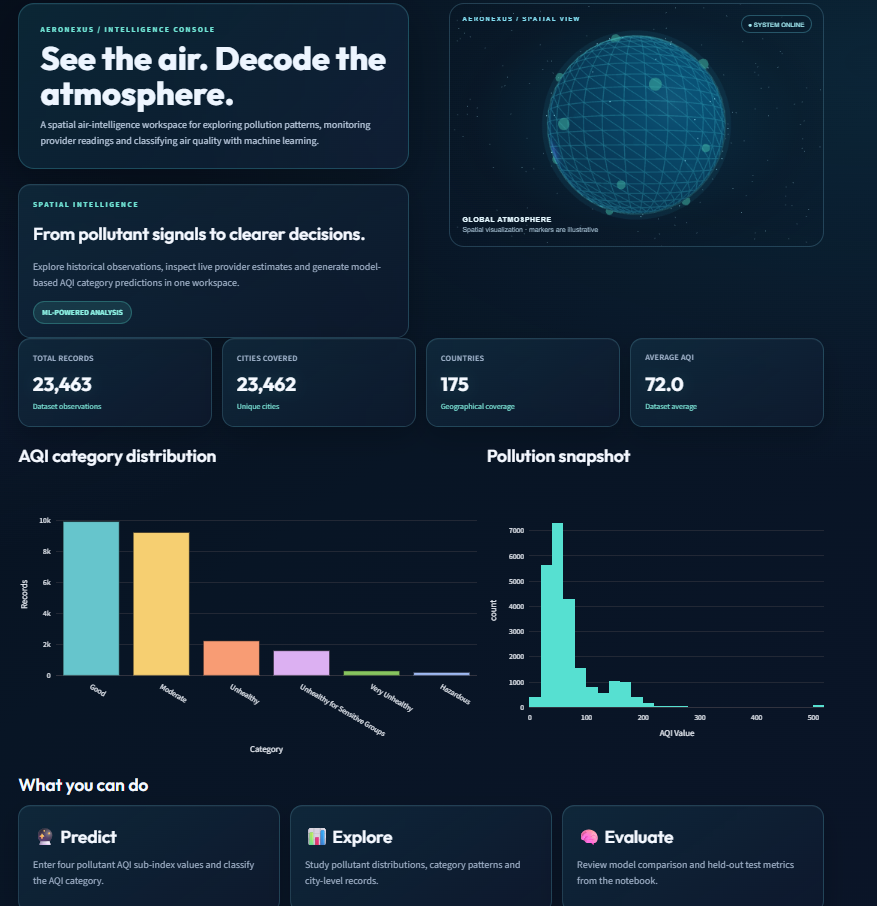 AERONEXUS / INTELLIGENCE CONSOLE
See the air. Decode the
atmosphere.
A spatial air-intelligence workspace for exploring pollution patterns, monitoring
provider readings and classifying air quality with machine learning.
AERONEXUS / SPATIAL VIEW
● SYSTEM ONLINE
GLOBAL ATMOSPHERE
Spatial visualization · markers are illustrative
SPATIAL INTELLIGENCE
From pollutant signals to clearer decisions.
Explore historical observations, inspect live provider estimates and generate model-
based AQI category predictions in one workspace.
ML-POWERED ANALYSIS
TOTAL RECORDS
23,463
Dataset observations
CITIES COVERED
23,462
Unique cities
COUNTRIES
175
Geographical coverage
AVERAGE AQI
72.0
Dataset average
AQI category distribution
10k
8k
6k
4k
2k
0
Records
Good
Moderate
Unhealthy
Unhealthy for Sensitive Groups
Very Unhealthy
Hazardous
Category
Pollution snapshot
7000
6000
5000
4000
3000
2000
1000
0
count
0 100 200 300 400 500
AQI Value
What you can do
🔮 Predict
Enter four pollutant AQI sub-index values and classify
the AQI category.
📊 Explore
Study pollutant distributions, category patterns and
city-level records.
🧠 Evaluate
Review model comparison and held-out test metrics
from the notebook.